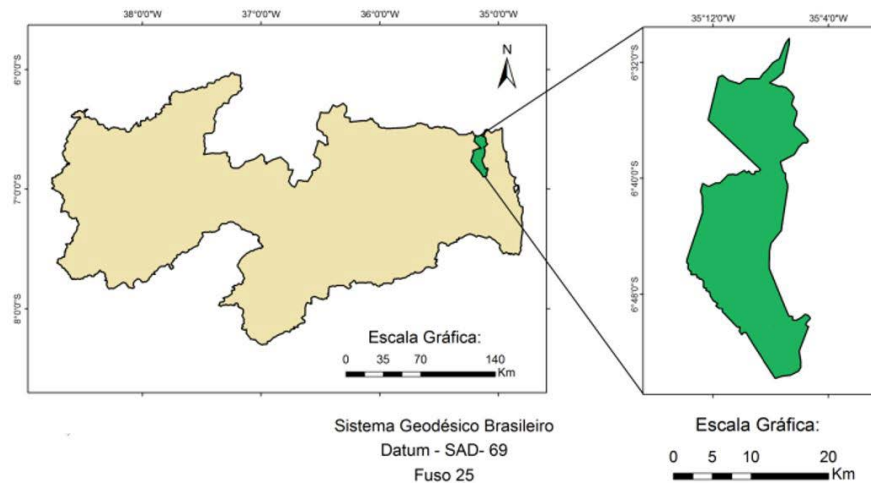 38°0'0"W 37°0'0"W 36°0'0"W 35°0'0"W
6°0'0"S
7°0'0"S
8°0'0"S
N
Escala Gráfica:
0 35 70 140
Km
35°12'0"W 35°4'0"W
6°32'0"S
6°40'0"S
6°48'0"S
Sistema Geodésico Brasileiro
Datum - SAD- 69
Fuso 25
Escala Gráfica:
0 5 10 20
Km